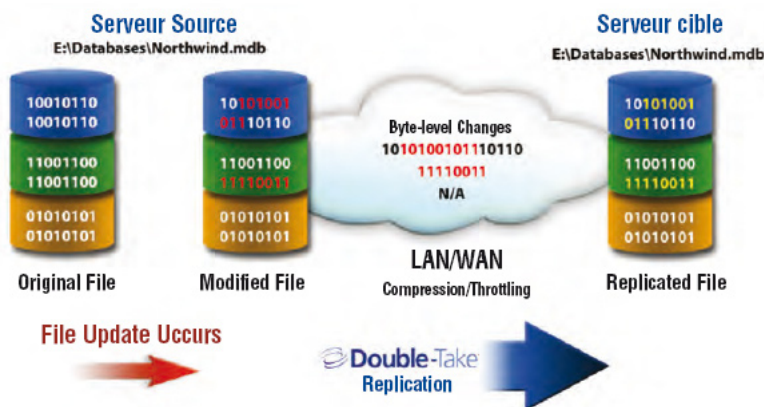 Serveur Source
E:\Databases\Northwind.mdb
Serveur cible
E:\Databases\Northwind.mdb
10010110
10010110
11001100
11001100
01010101
01010101
Original File
10101001
01110110
11001100
11110011
01010101
01010101
Modified File
Byte-level Changes
1010100101110110
11110011
N/A
LAN/WAN
Compression/Throttling
10101001
01110110
11001100
11110011
01010101
01010101
Replicated File
File Update Uccurs
Double-Take
Replication